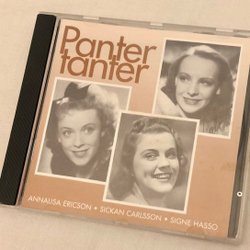 Panter
tanter
ANNALISA ERICSON • SICKAN CARLSSON • SIGNE HASSO